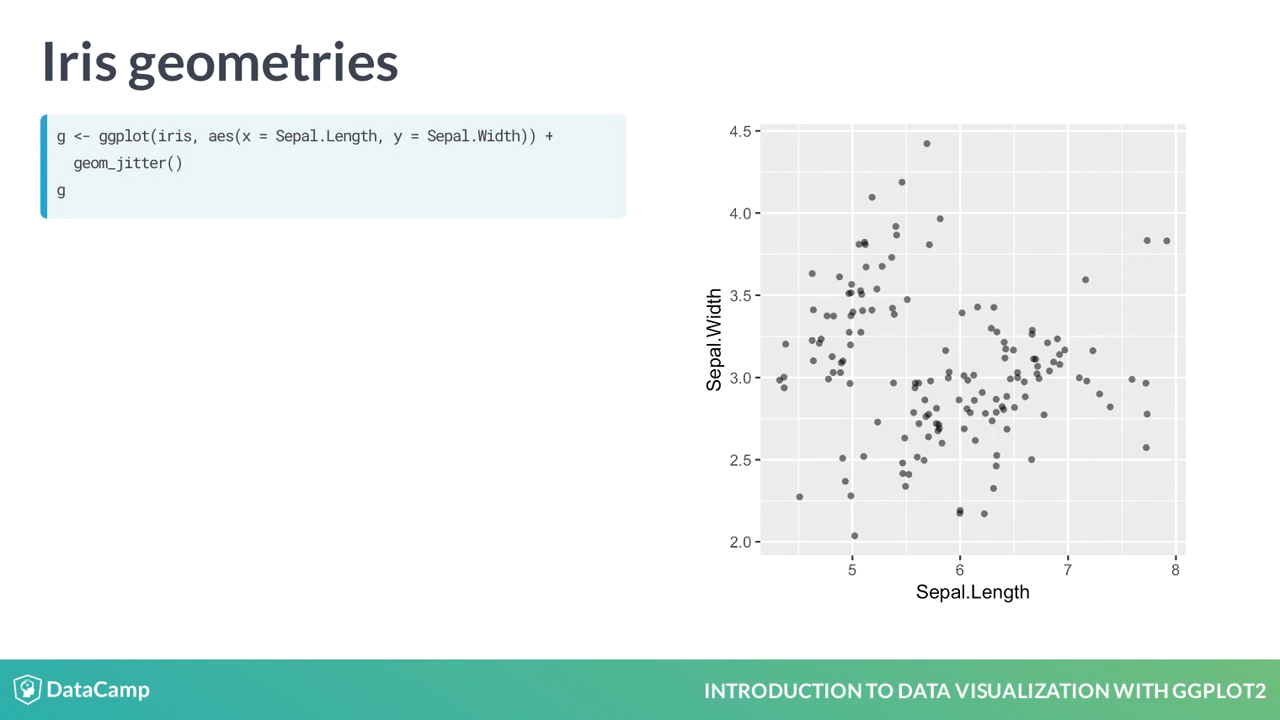 Iris geometries
g <- ggplot(iris, aes(x = Sepal.Length, y = Sepal.Width)) +
  geom_jitter()
g
4.5
4.0
3.5
3.0
2.5
2.0
Sepal.Width
5 6 7 8
Sepal.Length
DataCamp
INTRODUCTION TO DATA VISUALIZATION WITH GGPLOT2